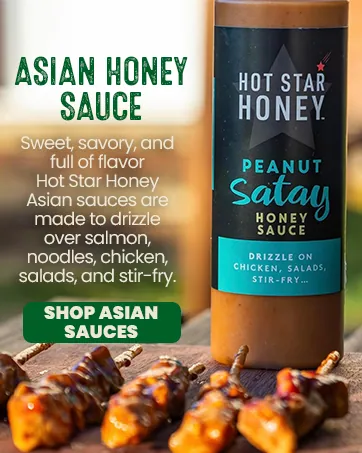 ASIAN HONEY
SAUCE
Sweet, savory, and
full of flavor
Hot Star Honey
Asian sauces are
made to drizzle
over salmon,
noodles, chicken,
salads, and stir-fry.
SHOP ASIAN
SAUCES
HOT STAR
HONEY
PEANUT
Satay
HONEY
SAUCE
DRIZZLE ON
CHICKEN, SALADS,
STIR-FRY...